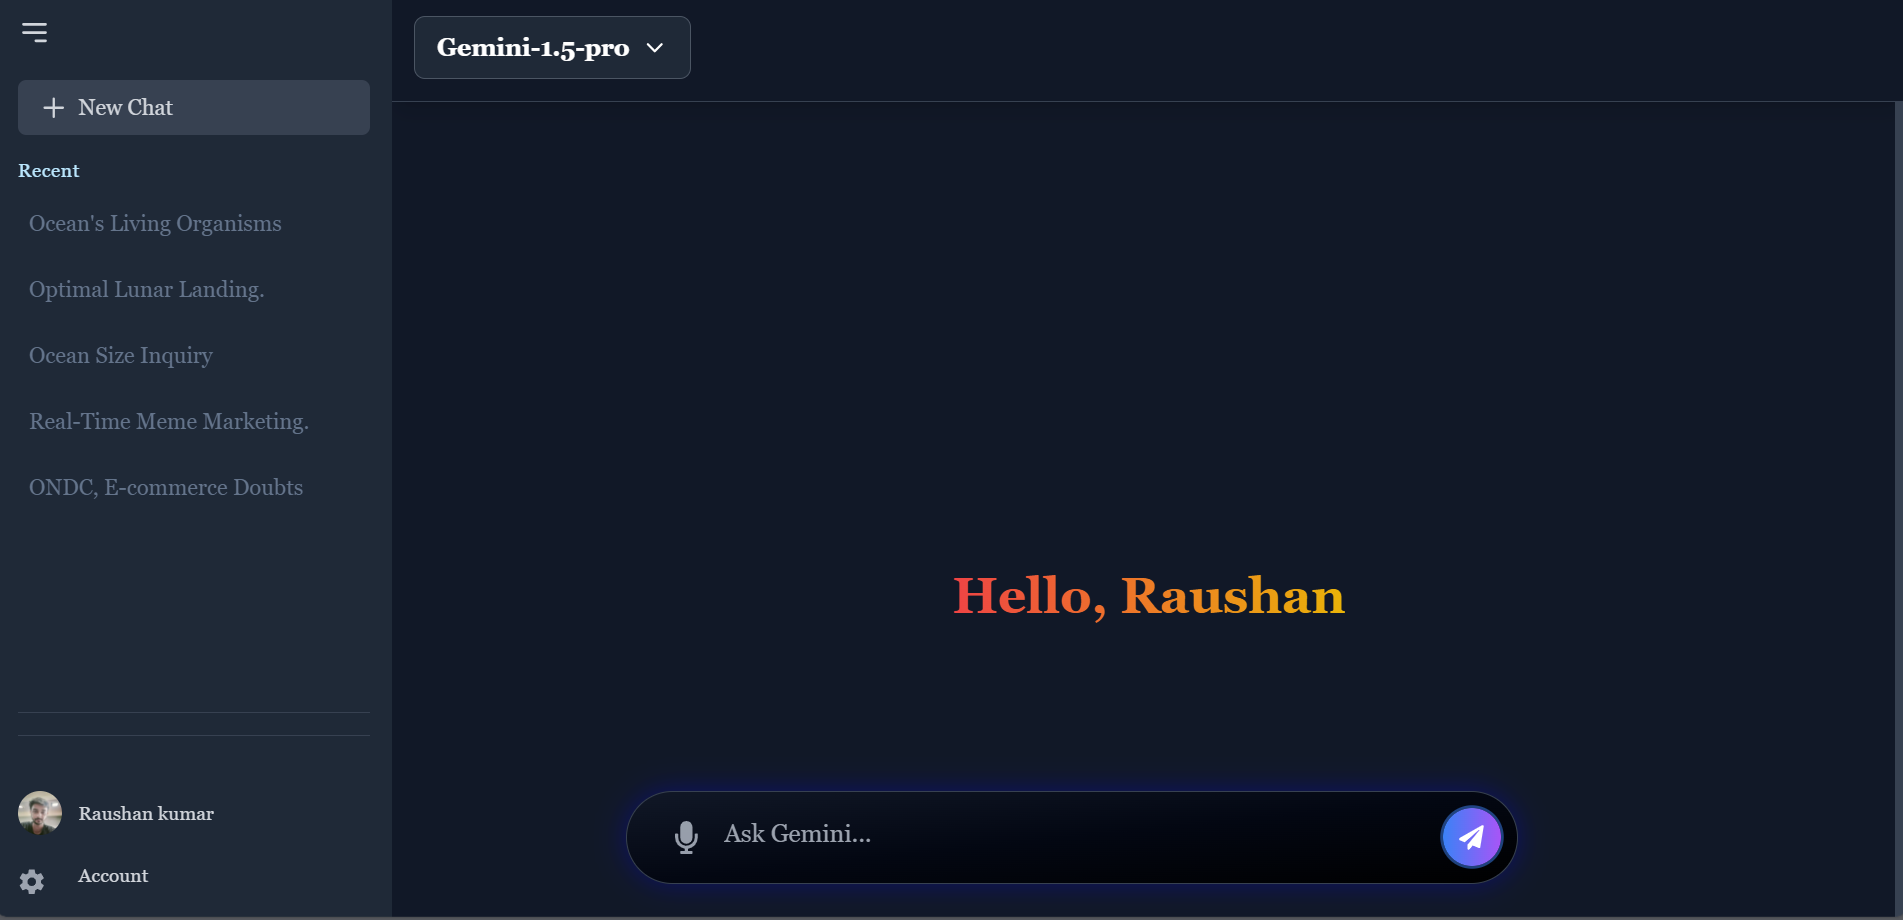 Gemini-1.5-pro
New Chat
Recent
Ocean's Living Organisms
Optimal Lunar Landing.
Ocean Size Inquiry
Real-Time Meme Marketing.
ONDC, E-commerce Doubts
Hello, Raushan
Raushan kumar
Account
Ask Gemini...